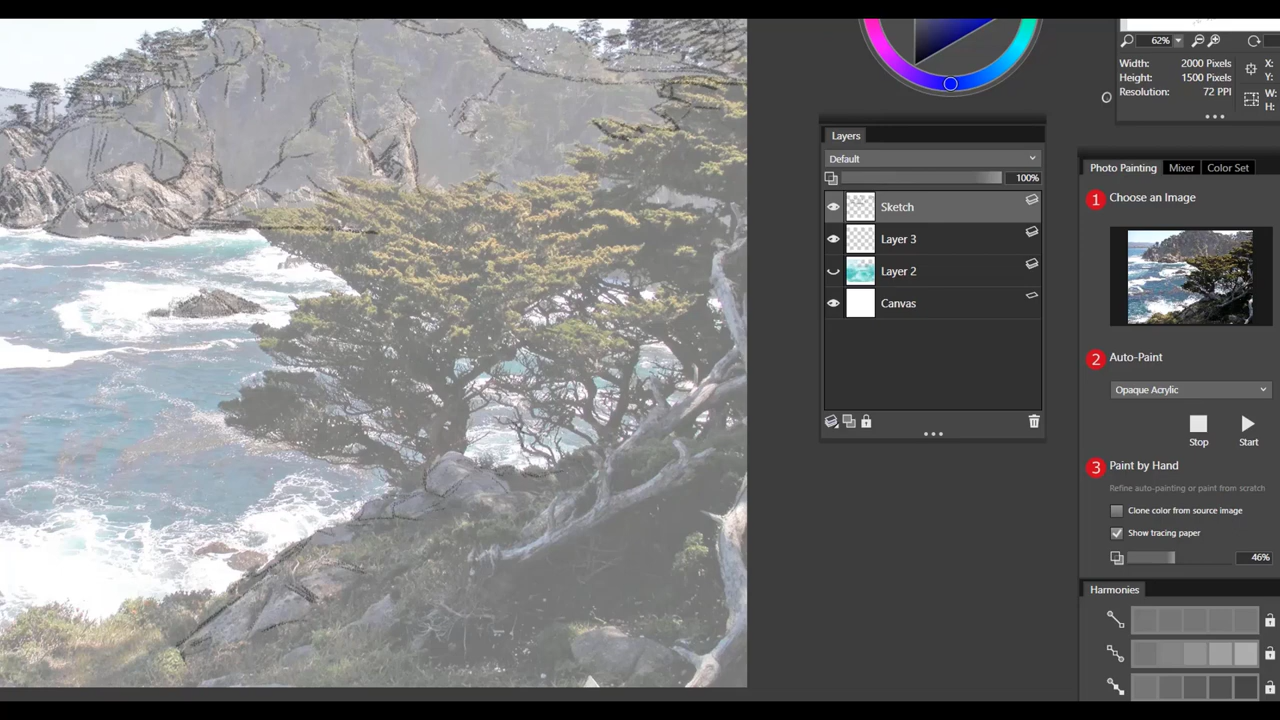 62%
Width: 2000 Pixels
Height: 1500 Pixels
Resolution: 72 PPI
X:
Y:
W:
H:
Layers
Default
100%
Sketch
Layer 3
Layer 2
Canvas
Photo Painting Mixer Color Set
1 Choose an Image
2 Auto-Paint
Opaque Acrylic
Stop Start
3 Paint by Hand
Refine auto-painting or paint from scratch
Clone color from source image
Show tracing paper
46%
Harmonies